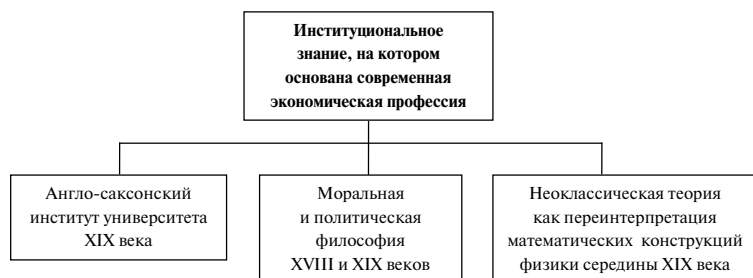 Институциональное
знание, на котором
основана современная
экономическая профессия
Англо-саксонский
институт университета
XIX века
Моральная
и политическая
философия
XVIII и XIX веков
Неоклассическая теория
как переинтерпретация
математических конструкций
физики середины XIX века